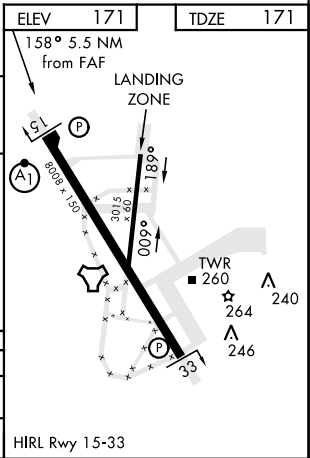 ELEV 171
TDZE 171
158° 5.5 NM
from FAF
LANDING
ZONE
15
P
A1
8008 x 150
3015
x 60
189°
009°
TWR
260
264
240
246
P
33
HIRL Rwy 15-33